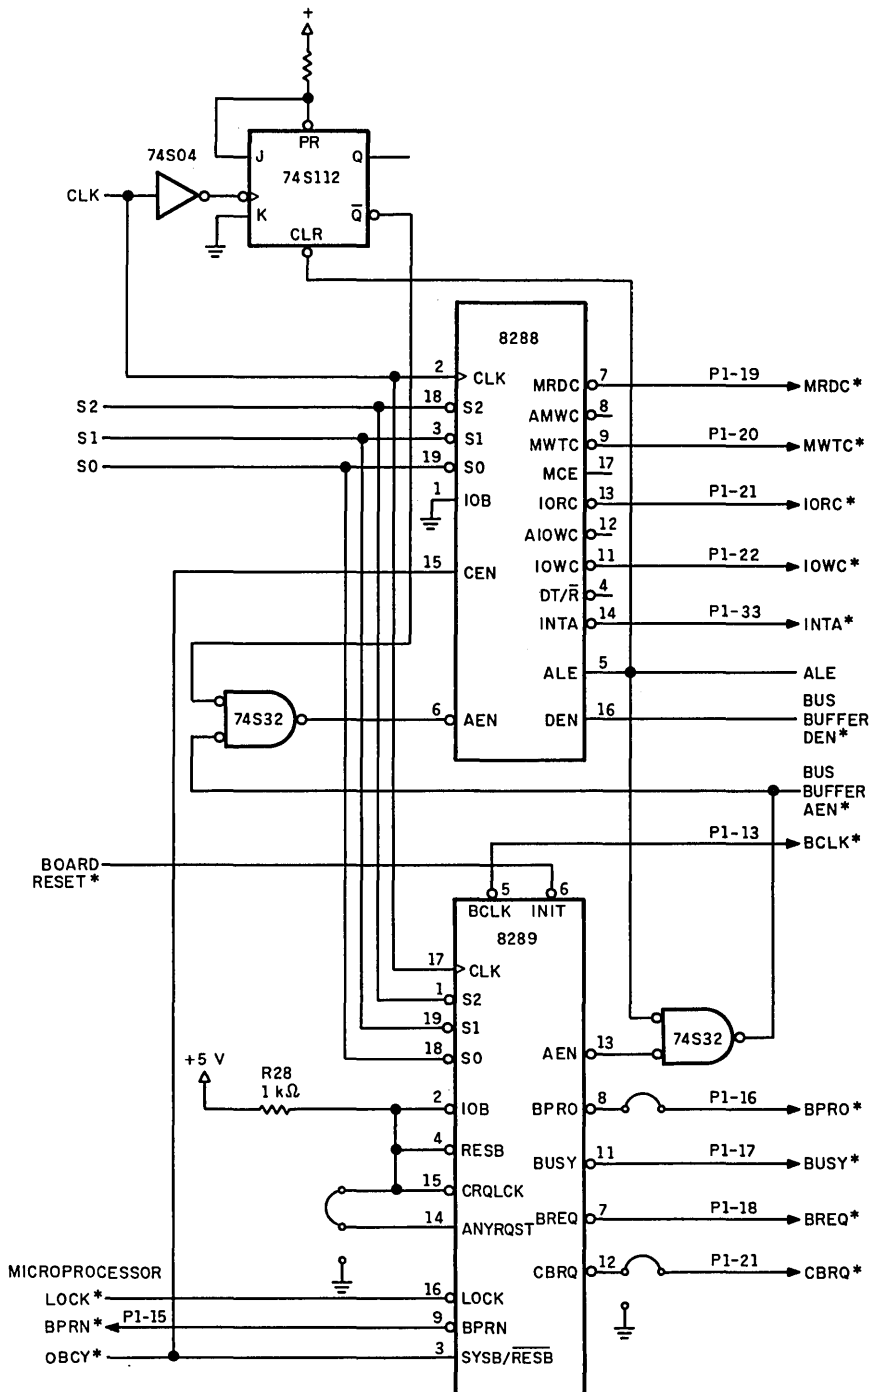 +
74S04
PR
J
Q
74S112
CLK
K
Q̅
CLR
8288
2 CLK
MRDC 7 P1-19 MRDC*
S2 18 S2
AMWC 8
S1 3 S1
MWTC 9 P1-20 MWTC*
S0 19 S0
MCE 17
1 IOB
IORC 13 P1-21 IORC*
AIOWC 12
15 CEN
IOWC 11 P1-22 IOWC*
DT/R̅ 4
INTA 14 P1-33 INTA*
ALE 5 ALE
74S32
6 AEN
DEN 16
BUS
BUFFER
DEN*
BUS
BUFFER
AEN*
P1-13 BCLK*
BOARD
RESET*
5 6
BCLK INIT
8289
17 CLK
1 S2
19 S1
74S32
18 S0
AEN 13
+5 V
R28
1 kΩ
2 IOB
BPRO 8 P1-16 BPRO*
4 RESB
BUSY 11 P1-17 BUSY*
15 CRQLCK
14 ANYRQST
BREQ 7 P1-18 BREQ*
CBRQ 12 P1-21 CBRQ*
MICROPROCESSOR
LOCK* 16 LOCK
BPRN* P1-15 9 BPRN
OBCY* 3 SYSB/R̅E̅S̅B̅